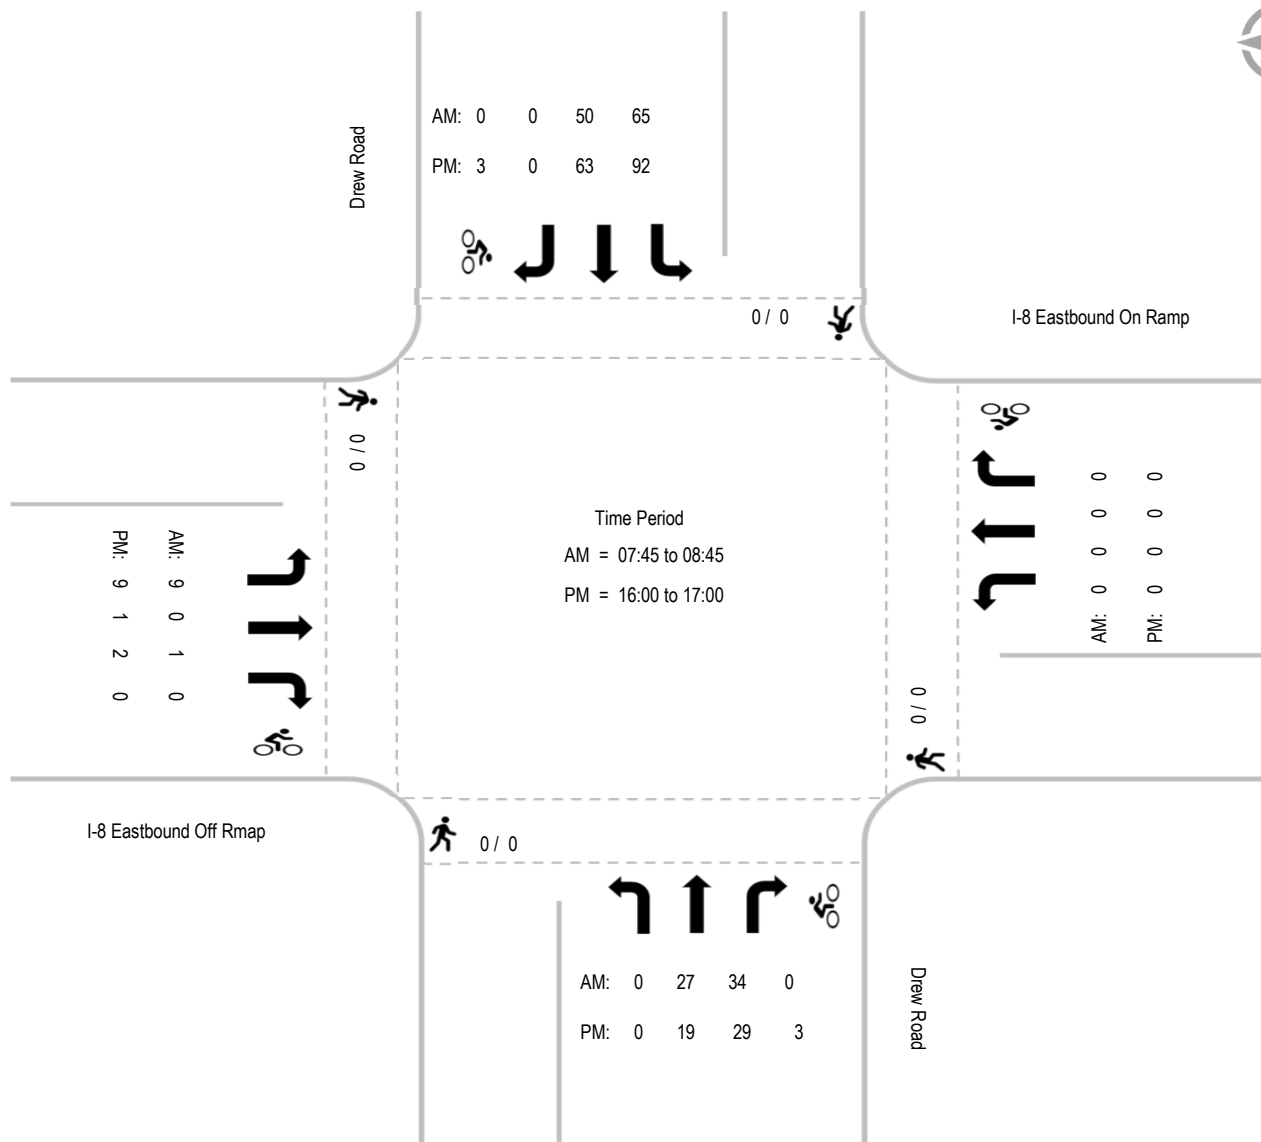 AM: 0 0 50 65
Drew Road
PM: 3 0 63 92
0 / 0
I-8 Eastbound On Ramp
0 / 0
Time Period
AM = 07:45 to 08:45
PM = 16:00 to 17:00
AM: 9 0 1 0
PM: 9 1 2 0
AM: 0 0 0 0
PM: 0 0 0 0
0 / 0
I-8 Eastbound Off Rmap
0 / 0
AM: 0 27 34 0
PM: 0 19 29 3
Drew Road